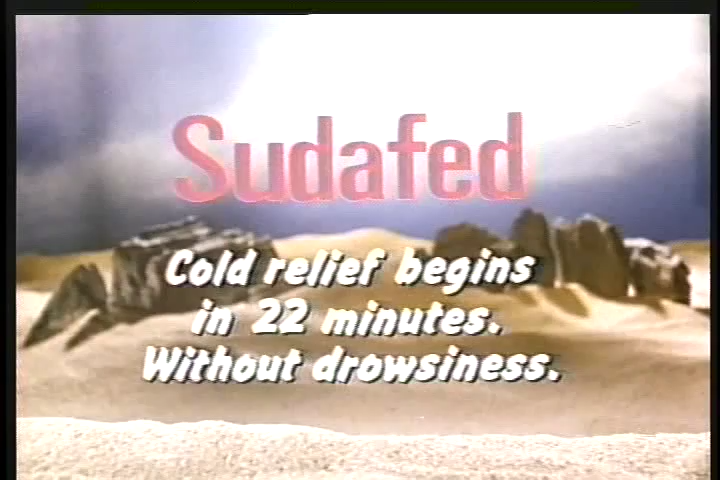 Sudafed
Cold relief begins
in 22 minutes.
Without drowsiness.